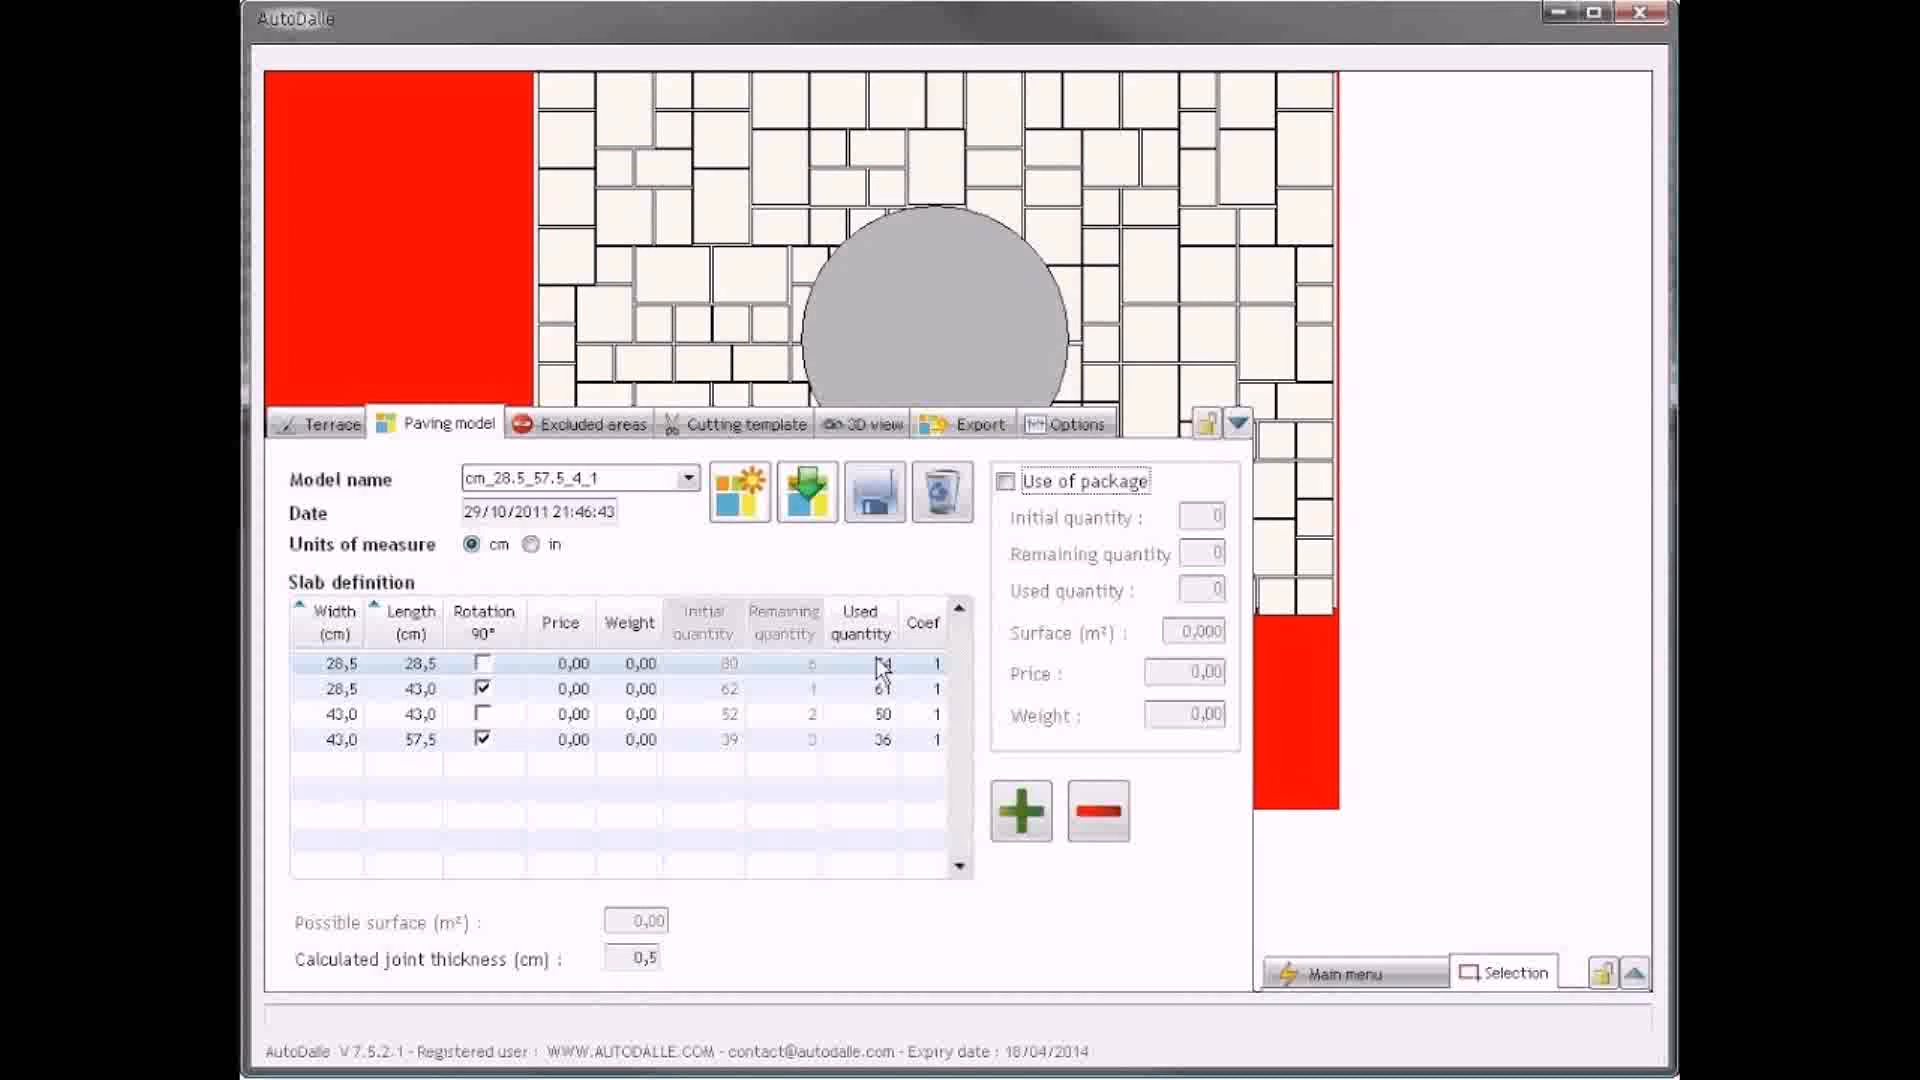 AutoDalle
Terrace Paving model Excluded areas Cutting template 3D view Export Options
Model name cm_28.5_57.5_4_1
Date 29/10/2011 21:46:43
Units of measure cm in
Slab definition
Width (cm) Length (cm) Rotation 90° Price Weight Initial quantity Remaining quantity Used quantity Coef
28,5 28,5 0,00 0,00 80 6 1
28,5 43,0 0,00 0,00 62 1 61 1
43,0 43,0 0,00 0,00 52 2 50 1
43,0 57,5 0,00 0,00 39 3 36 1
Possible surface (m²) : 0,00
Calculated joint thickness (cm) : 0,5
Use of package
Initial quantity : 0
Remaining quantity 0
Used quantity : 0
Surface (m²) : 0,000
Price : 0,00
Weight : 0,00
Main menu Selection
AutoDalle V 7.5.2.1 - Registered user : WWW.AUTODALLE.COM - contact@autodalle.com - Expiry date : 18/04/2014